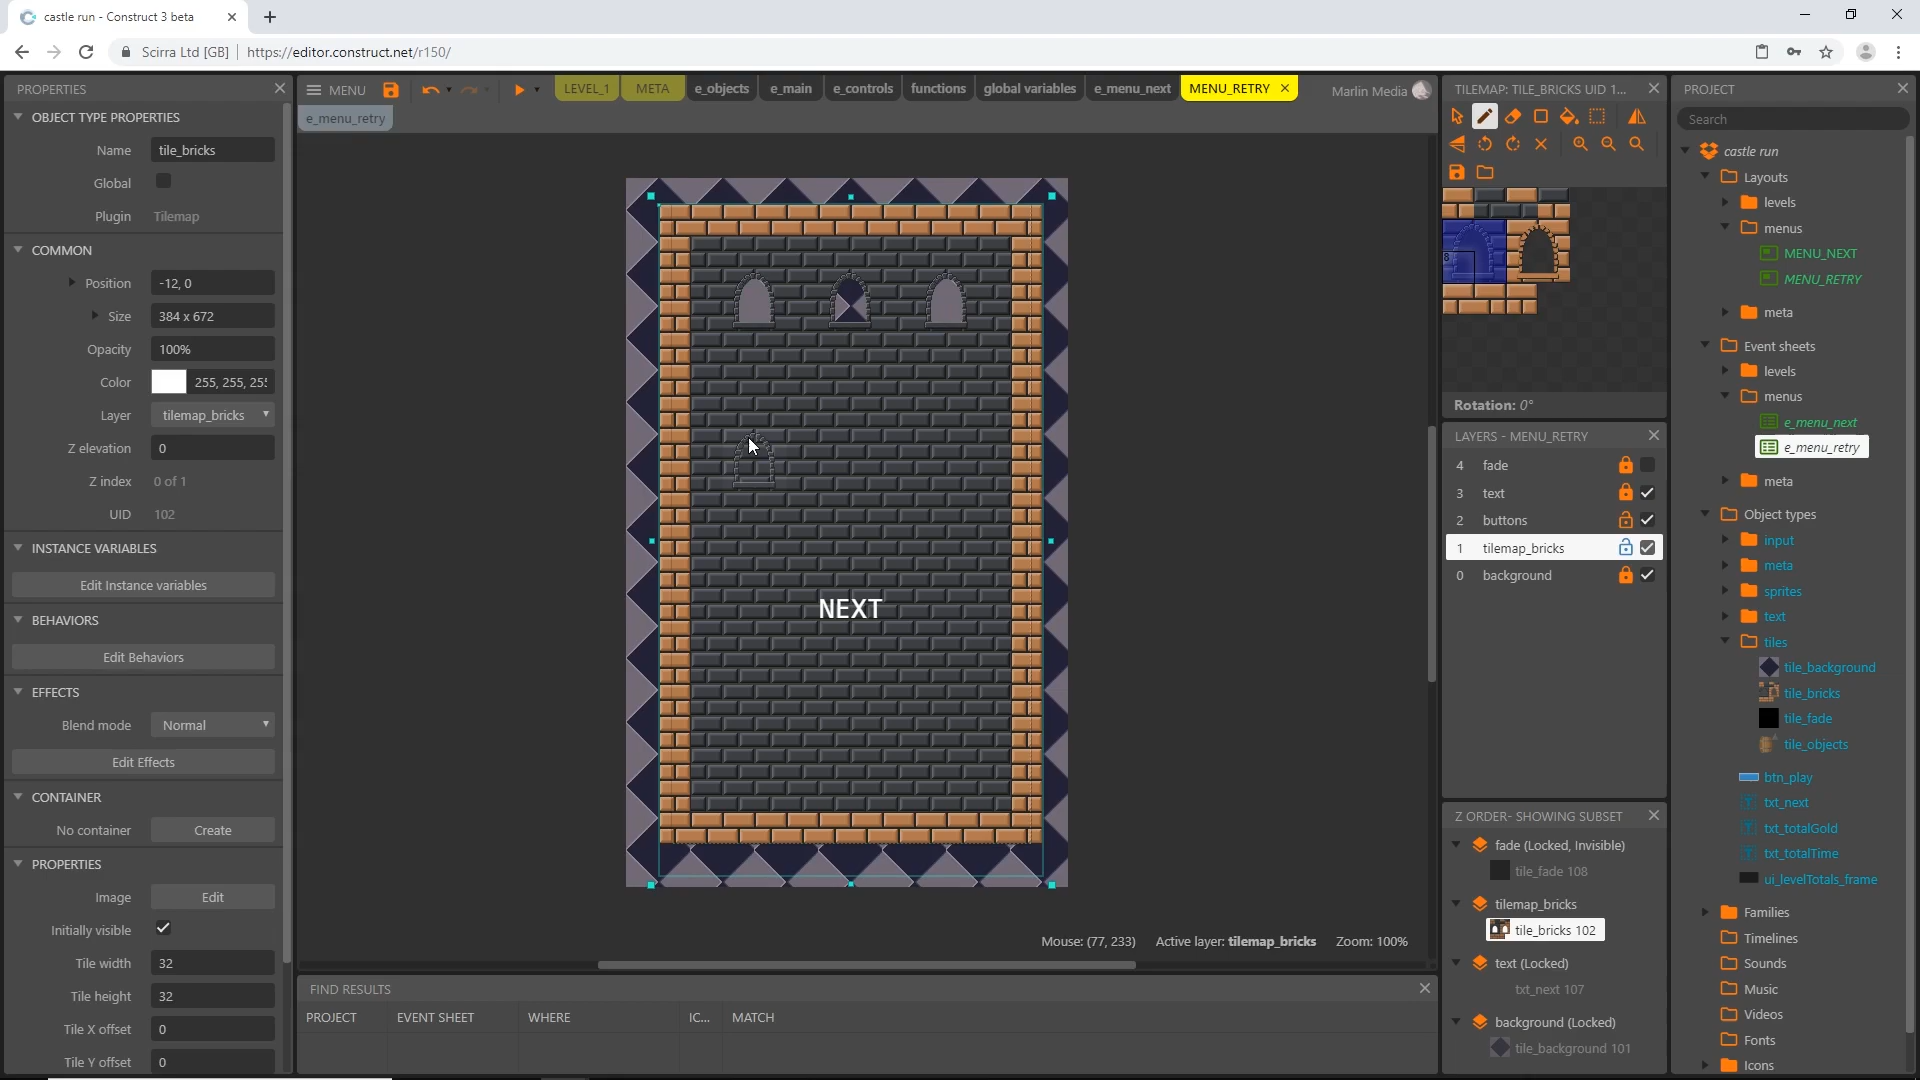 castle run - Construct 3 beta
Scirra Ltd [GB] https://editor.construct.net/r150/
PROPERTIES
OBJECT TYPE PROPERTIES
Name tile_bricks
Global
Plugin Tilemap
COMMON
Position -12, 0
Size 384 x 672
Opacity 100%
Color 255, 255, 255
Layer tilemap_bricks
Z elevation 0
Z index 0 of 1
UID 102
INSTANCE VARIABLES
Edit Instance variables
BEHAVIORS
Edit Behaviors
EFFECTS
Blend mode Normal
Edit Effects
CONTAINER
No container Create
PROPERTIES
Image Edit
Initially visible
Tile width 32
Tile height 32
Tile X offset 0
Tile Y offset 0
MENU
LEVEL_1 META e_objects e_main e_controls functions global variables e_menu_next MENU_RETRY
Marlin Media
e_menu_retry
NEXT
Mouse: (77, 233) Active layer: tilemap_bricks Zoom: 100%
FIND RESULTS
PROJECT EVENT SHEET WHERE IC... MATCH
TILEMAP: TILE_BRICKS UID 1...
8
Rotation: 0°
LAYERS - MENU_RETRY
4 fade
3 text
2 buttons
1 tilemap_bricks
0 background
Z ORDER- SHOWING SUBSET
fade (Locked, Invisible)
tile_fade 108
tilemap_bricks
tile_bricks 102
text (Locked)
txt_next 107
background (Locked)
tile_background 101
PROJECT
Search
castle run
Layouts
levels
menus
MENU_NEXT
MENU_RETRY
meta
Event sheets
levels
menus
e_menu_next
e_menu_retry
meta
Object types
input
meta
sprites
text
tiles
tile_background
tile_bricks
tile_fade
tile_objects
btn_play
txt_next
txt_totalGold
txt_totalTime
ui_levelTotals_frame
Families
Timelines
Sounds
Music
Videos
Fonts
Icons